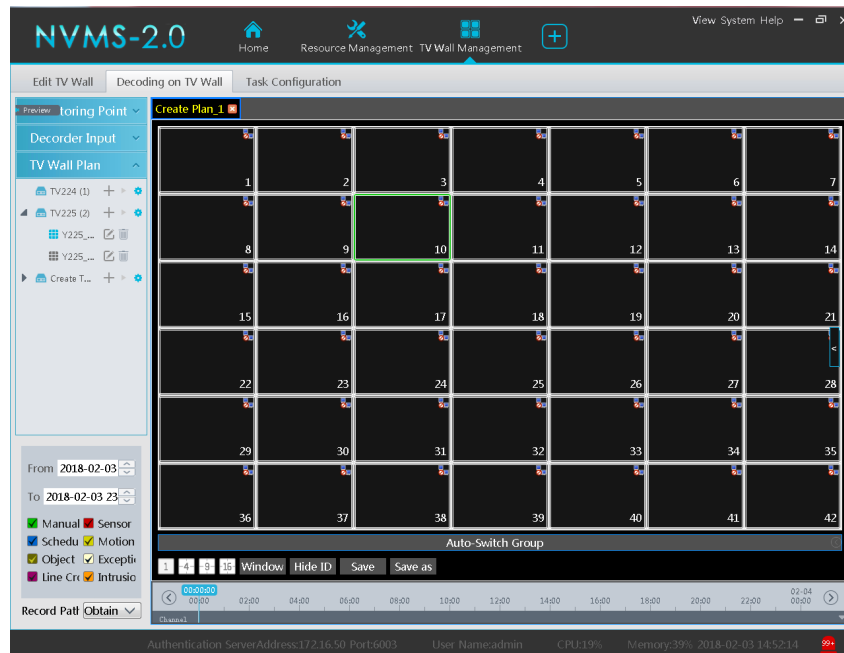 NVMS-2.0
Home
Resource Management
TV Wall Management
View System Help
Edit TV Wall
Decoding on TV Wall
Task Configuration
Preview toring Point
Create Plan_1
Decorder Input
TV Wall Plan
TV224 (1)
TV225 (2)
Y225_...
Y225_...
Create T...
1 2 3 4 5 6 7
8 9 10 11 12 13 14
15 16 17 18 19 20 21
22 23 24 25 26 27 28
29 30 31 32 33 34 35
36 37 38 39 40 41 42
From 2018-02-03
To 2018-02-03 23
Manual Sensor
Schedu Motion
Object Exceptio
Line Cro Intrusio
Record Path Obtain
Auto-Switch Group
1 4 9 16 Window Hide ID Save Save as
00:00:00
00:00 02:00 04:00 06:00 08:00 10:00 12:00 14:00 16:00 18:00 20:00 22:00 02-04 00:00
Channel
Authentication ServerAddress:172.16.50 Port:6003 User Name:admin CPU:19% Memory:39% 2018-02-03 14:52:14 99+